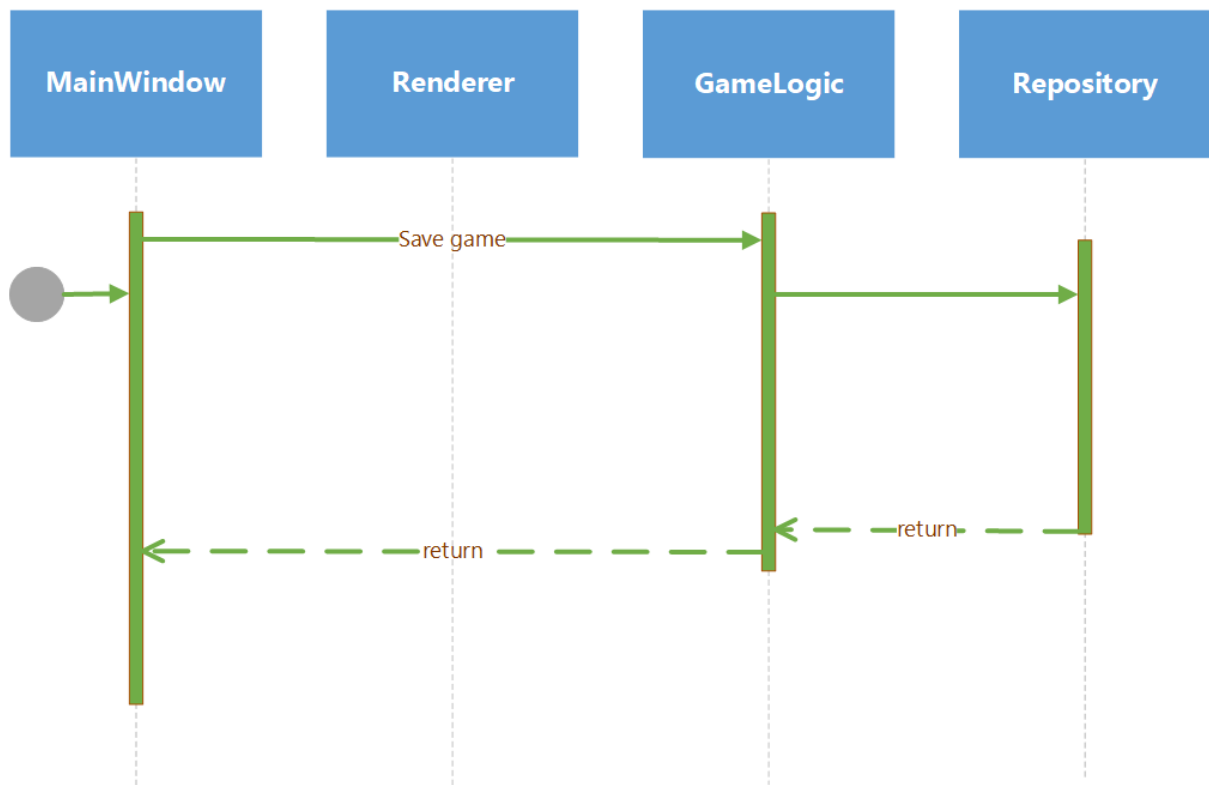 MainWindow
Renderer
GameLogic
Repository
Save game
return
return